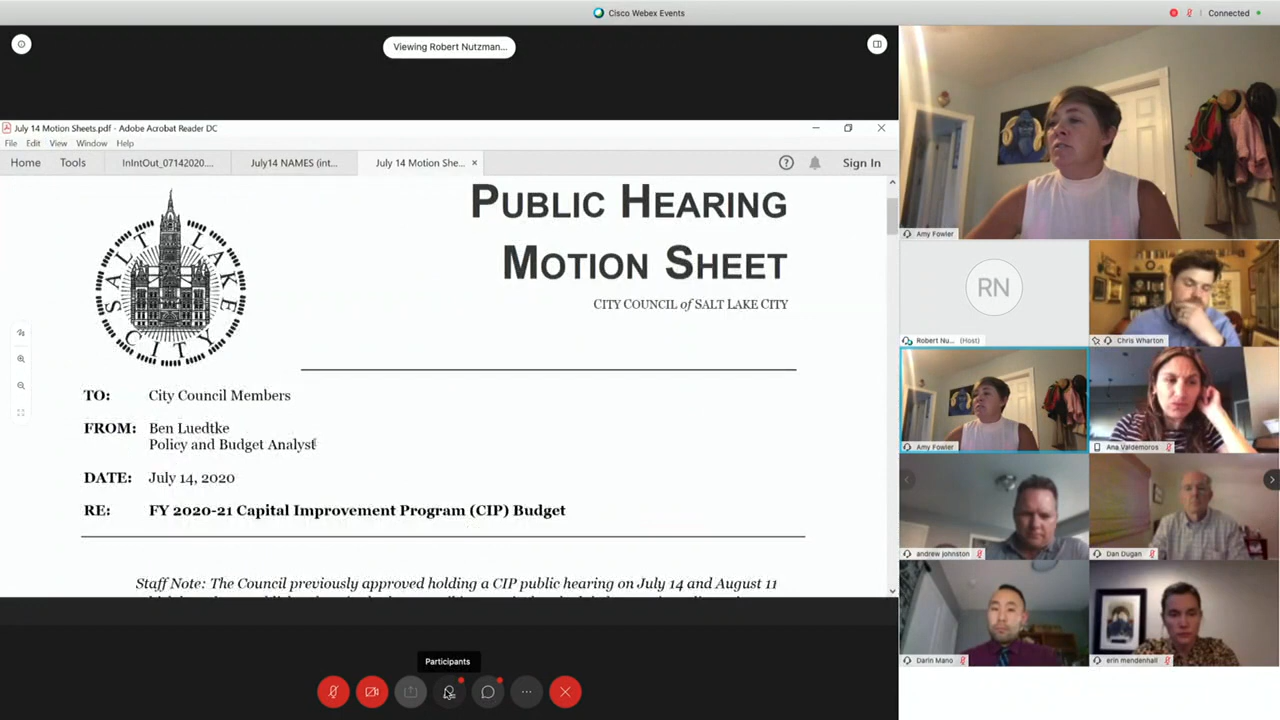 Cisco Webex Events
Connected
Viewing Robert Nutzman...
July 14 Motion Sheets.pdf - Adobe Acrobat Reader DC
File Edit View Window Help
Home Tools InIntOut_07142020... July14 NAMES (int... July 14 Motion She... × Sign In
PUBLIC HEARING
MOTION SHEET
CITY COUNCIL of SALT LAKE CITY
SALT LAKE CITY
TO: City Council Members
FROM: Ben Luedtke
Policy and Budget Analyst
DATE: July 14, 2020
RE: FY 2020-21 Capital Improvement Program (CIP) Budget
Staff Note: The Council previously approved holding a CIP public hearing on July 14 and August 11
Participants
Amy Fowler
RN
Robert Nu... (Host)
Chris Wharton
Amy Fowler
Ana Valdemoros
andrew johnston
Dan Dugan
Darin Mano
erin mendenhall